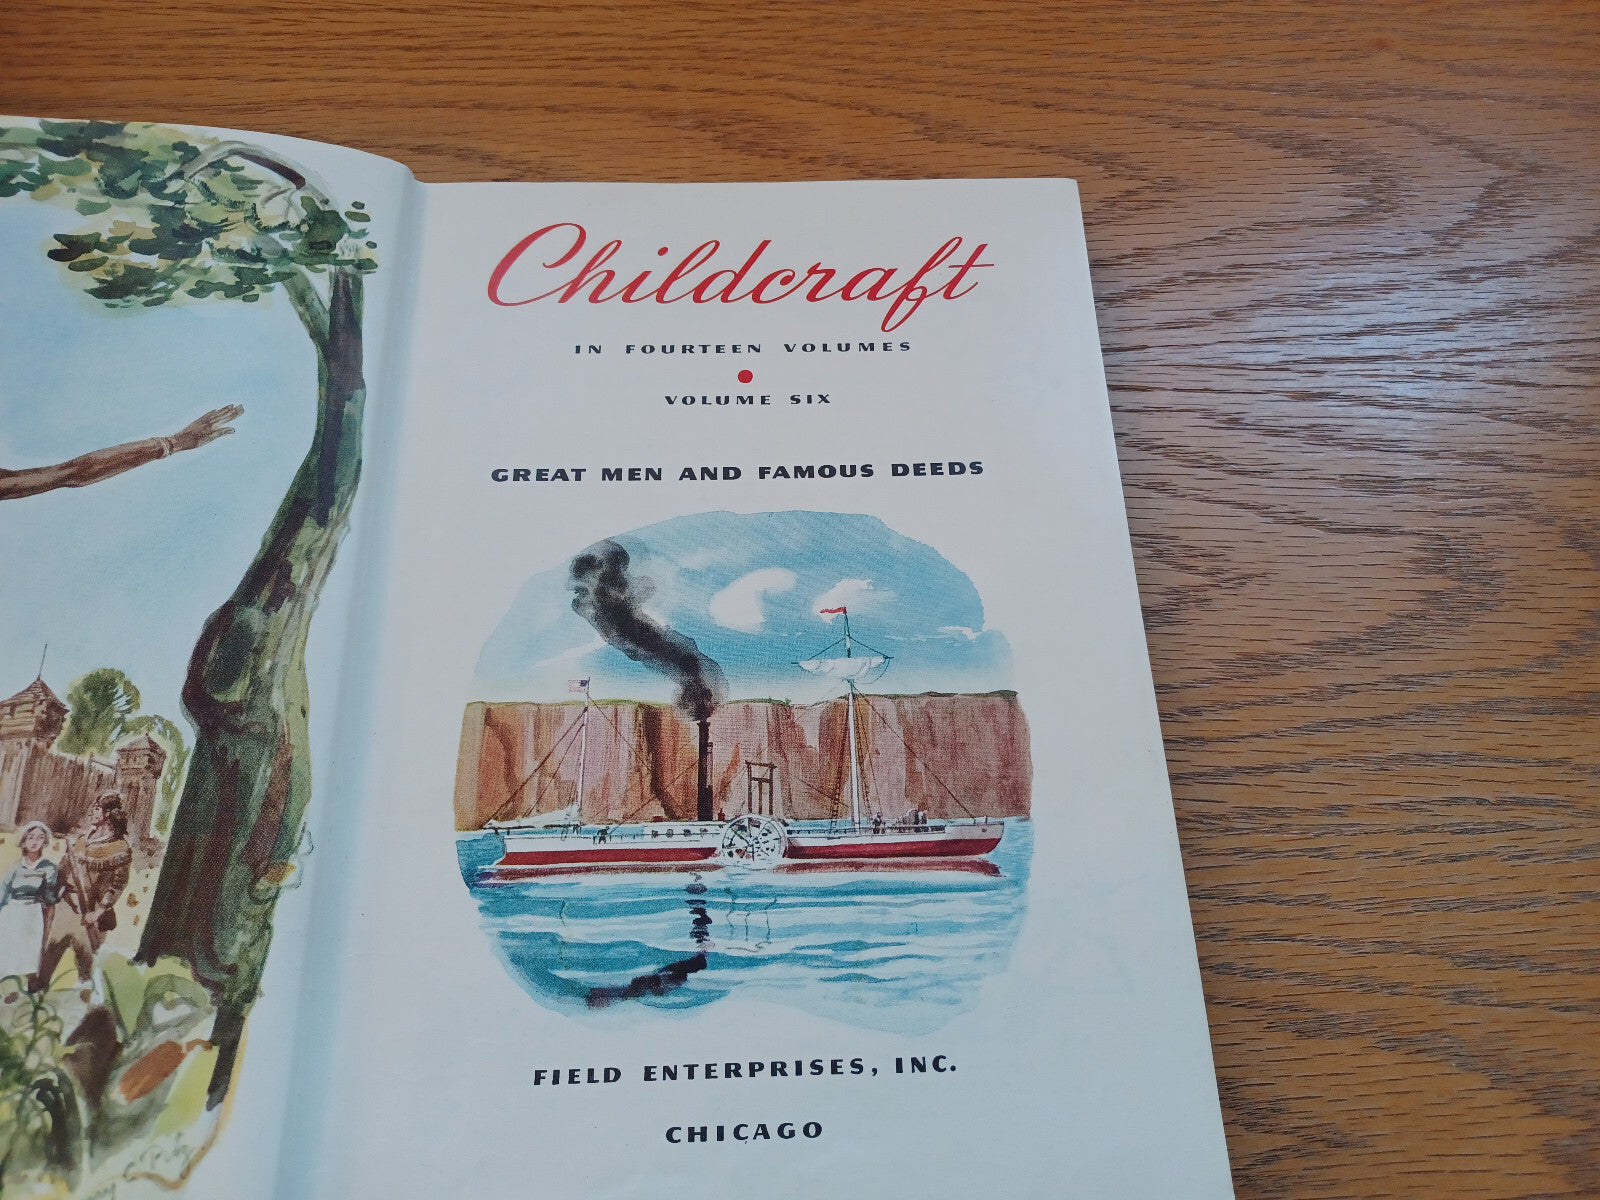 Childcraft
IN FOURTEEN VOLUMES
VOLUME SIX
GREAT MEN AND FAMOUS DEEDS
FIELD ENTERPRISES, INC.
CHICAGO